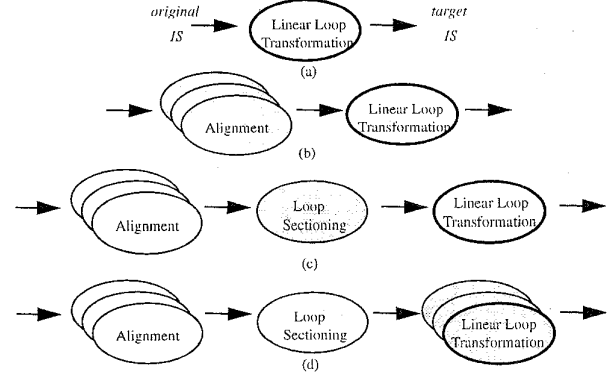 original
IS
Linear Loop
Transformation
target
IS
(a)
Alignment
Linear Loop
Transformation
(b)
Alignment
Loop
Sectioning
Linear Loop
Transformation
(c)
Alignment
Loop
Sectioning
Linear Loop
Transformation
(d)